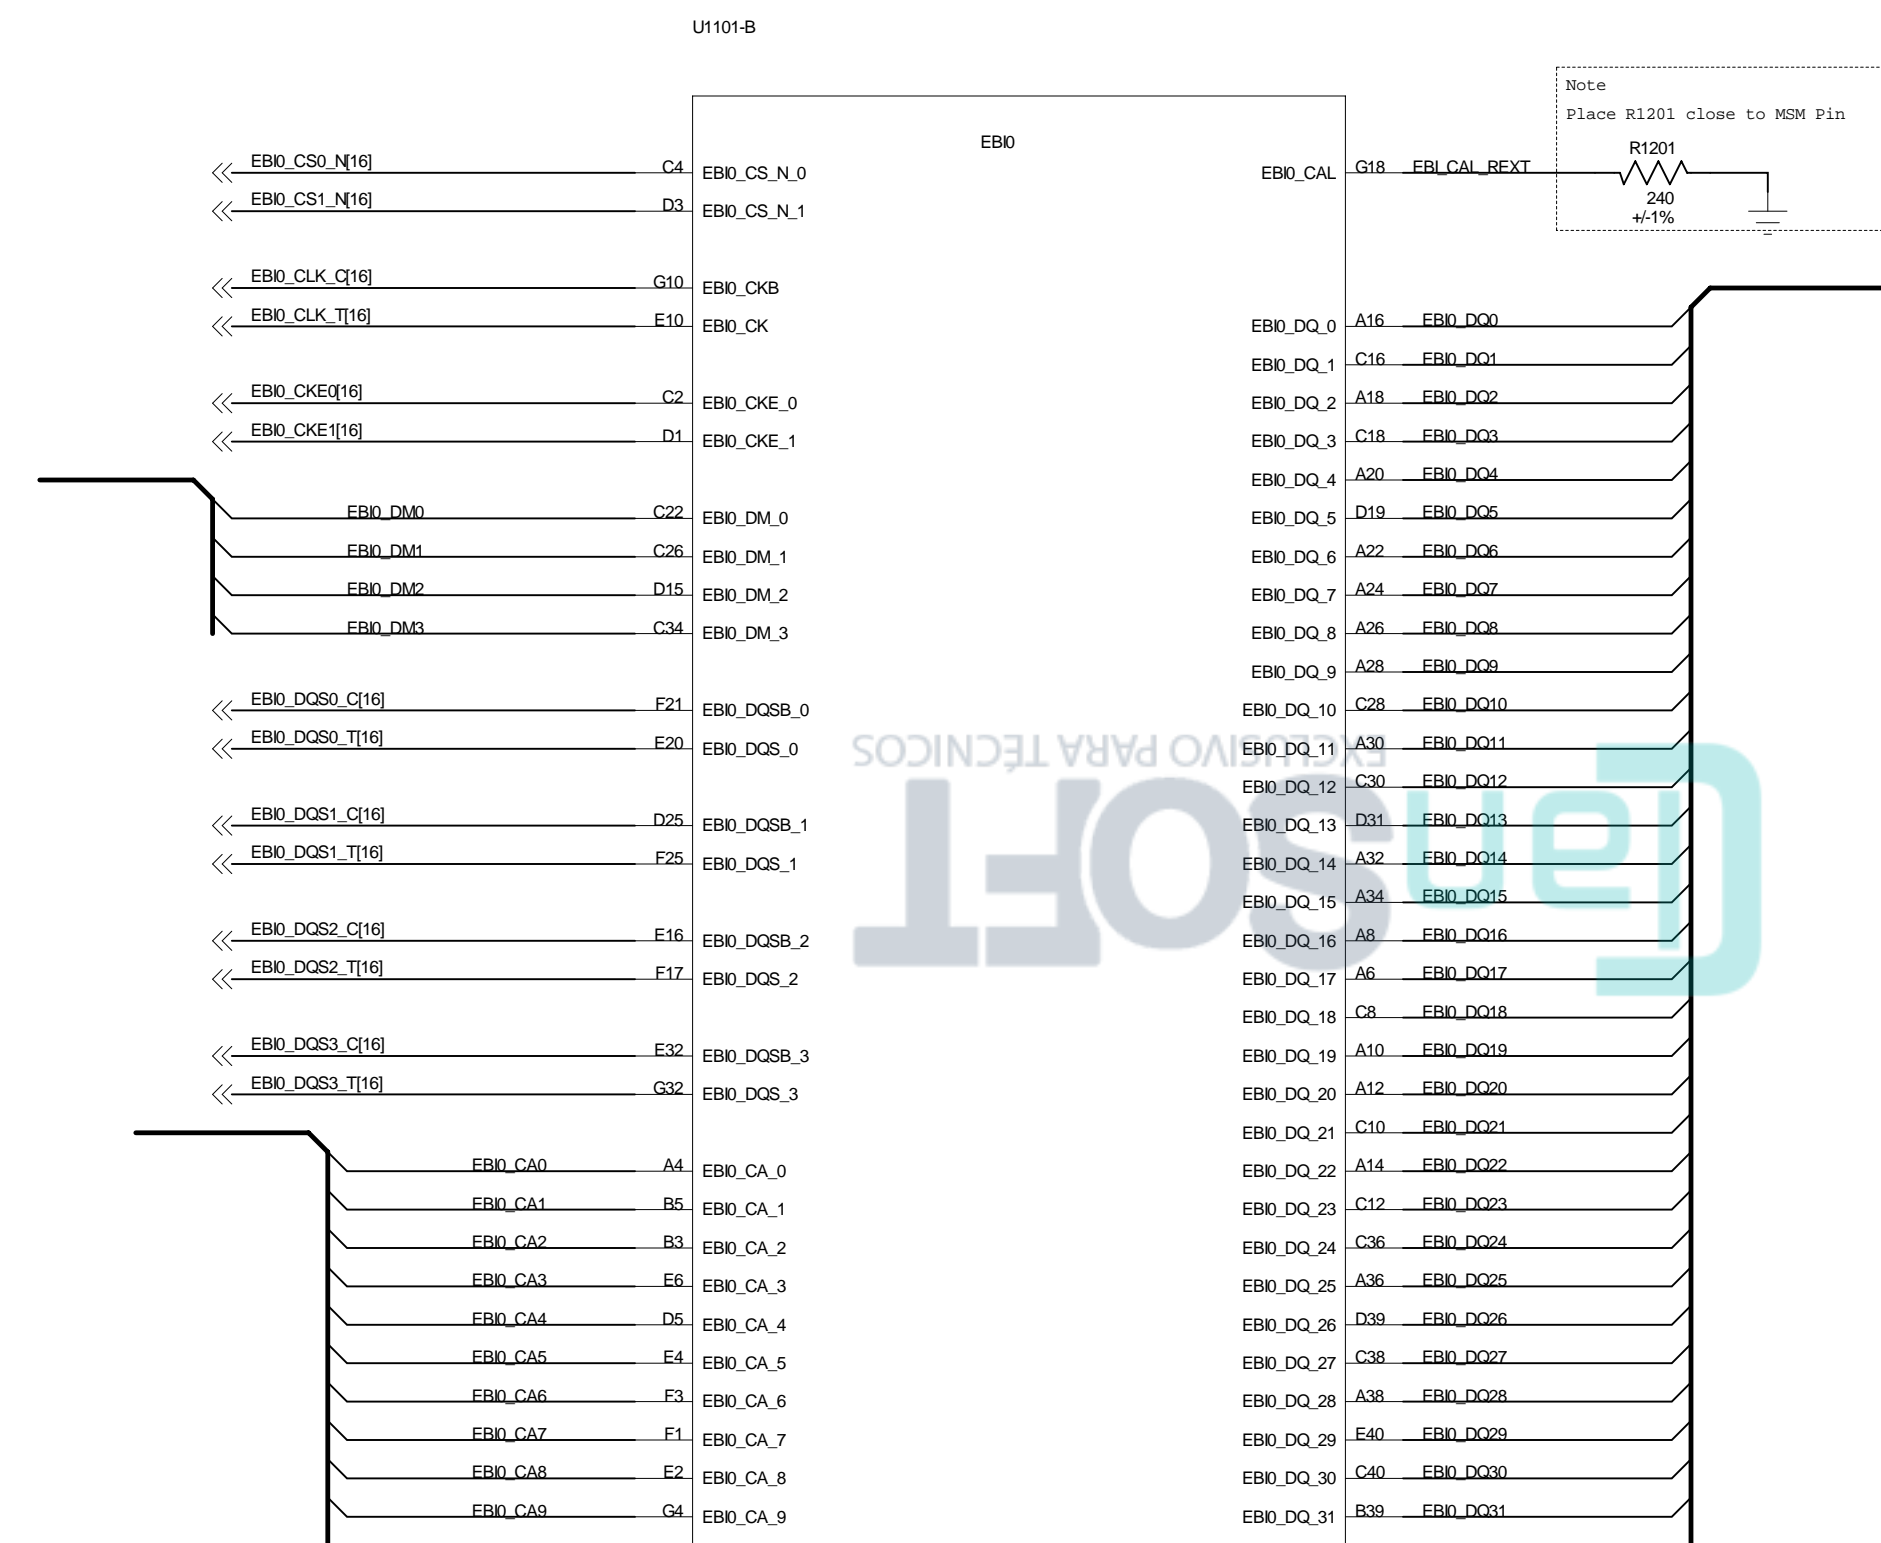 U1101-B
Note
Place R1201 close to MSM Pin
R1201
240
+/-1%
EBI0
EBI0_CS0_N[16] C4 EBI0_CS_N_0
EBI0_CS1_N[16] D3 EBI0_CS_N_1
EBI0_CLK_C[16] G10 EBI0_CKB
EBI0_CLK_T[16] E10 EBI0_CK
EBI0_CKE0[16] C2 EBI0_CKE_0
EBI0_CKE1[16] D1 EBI0_CKE_1
EBI0_DM0 C22 EBI0_DM_0
EBI0_DM1 C26 EBI0_DM_1
EBI0_DM2 D15 EBI0_DM_2
EBI0_DM3 C34 EBI0_DM_3
EBI0_DQS0_C[16] F21 EBI0_DQSB_0
EBI0_DQS0_T[16] E20 EBI0_DQS_0
EBI0_DQS1_C[16] D25 EBI0_DQSB_1
EBI0_DQS1_T[16] F25 EBI0_DQS_1
EBI0_DQS2_C[16] E16 EBI0_DQSB_2
EBI0_DQS2_T[16] F17 EBI0_DQS_2
EBI0_DQS3_C[16] E32 EBI0_DQSB_3
EBI0_DQS3_T[16] G32 EBI0_DQS_3
EBI0_CA0 A4 EBI0_CA_0
EBI0_CA1 B5 EBI0_CA_1
EBI0_CA2 B3 EBI0_CA_2
EBI0_CA3 E6 EBI0_CA_3
EBI0_CA4 D5 EBI0_CA_4
EBI0_CA5 E4 EBI0_CA_5
EBI0_CA6 F3 EBI0_CA_6
EBI0_CA7 F1 EBI0_CA_7
EBI0_CA8 E2 EBI0_CA_8
EBI0_CA9 G4 EBI0_CA_9
EBI0_CAL G18 EBI_CAL_REXT
EBI0_DQ_0 A16 EBI0_DQ0
EBI0_DQ_1 C16 EBI0_DQ1
EBI0_DQ_2 A18 EBI0_DQ2
EBI0_DQ_3 C18 EBI0_DQ3
EBI0_DQ_4 A20 EBI0_DQ4
EBI0_DQ_5 D19 EBI0_DQ5
EBI0_DQ_6 A22 EBI0_DQ6
EBI0_DQ_7 A24 EBI0_DQ7
EBI0_DQ_8 A26 EBI0_DQ8
EBI0_DQ_9 A28 EBI0_DQ9
EBI0_DQ_10 C28 EBI0_DQ10
EBI0_DQ_11 A30 EBI0_DQ11
EBI0_DQ_12 C30 EBI0_DQ12
EBI0_DQ_13 D31 EBI0_DQ13
EBI0_DQ_14 A32 EBI0_DQ14
EBI0_DQ_15 A34 EBI0_DQ15
EBI0_DQ_16 A8 EBI0_DQ16
EBI0_DQ_17 A6 EBI0_DQ17
EBI0_DQ_18 C8 EBI0_DQ18
EBI0_DQ_19 A10 EBI0_DQ19
EBI0_DQ_20 A12 EBI0_DQ20
EBI0_DQ_21 C10 EBI0_DQ21
EBI0_DQ_22 A14 EBI0_DQ22
EBI0_DQ_23 C12 EBI0_DQ23
EBI0_DQ_24 C36 EBI0_DQ24
EBI0_DQ_25 A36 EBI0_DQ25
EBI0_DQ_26 D39 EBI0_DQ26
EBI0_DQ_27 C38 EBI0_DQ27
EBI0_DQ_28 A38 EBI0_DQ28
EBI0_DQ_29 E40 EBI0_DQ29
EBI0_DQ_30 C40 EBI0_DQ30
EBI0_DQ_31 B39 EBI0_DQ31
SOFT
EXCLUSIVO PARA TÉCNICOS